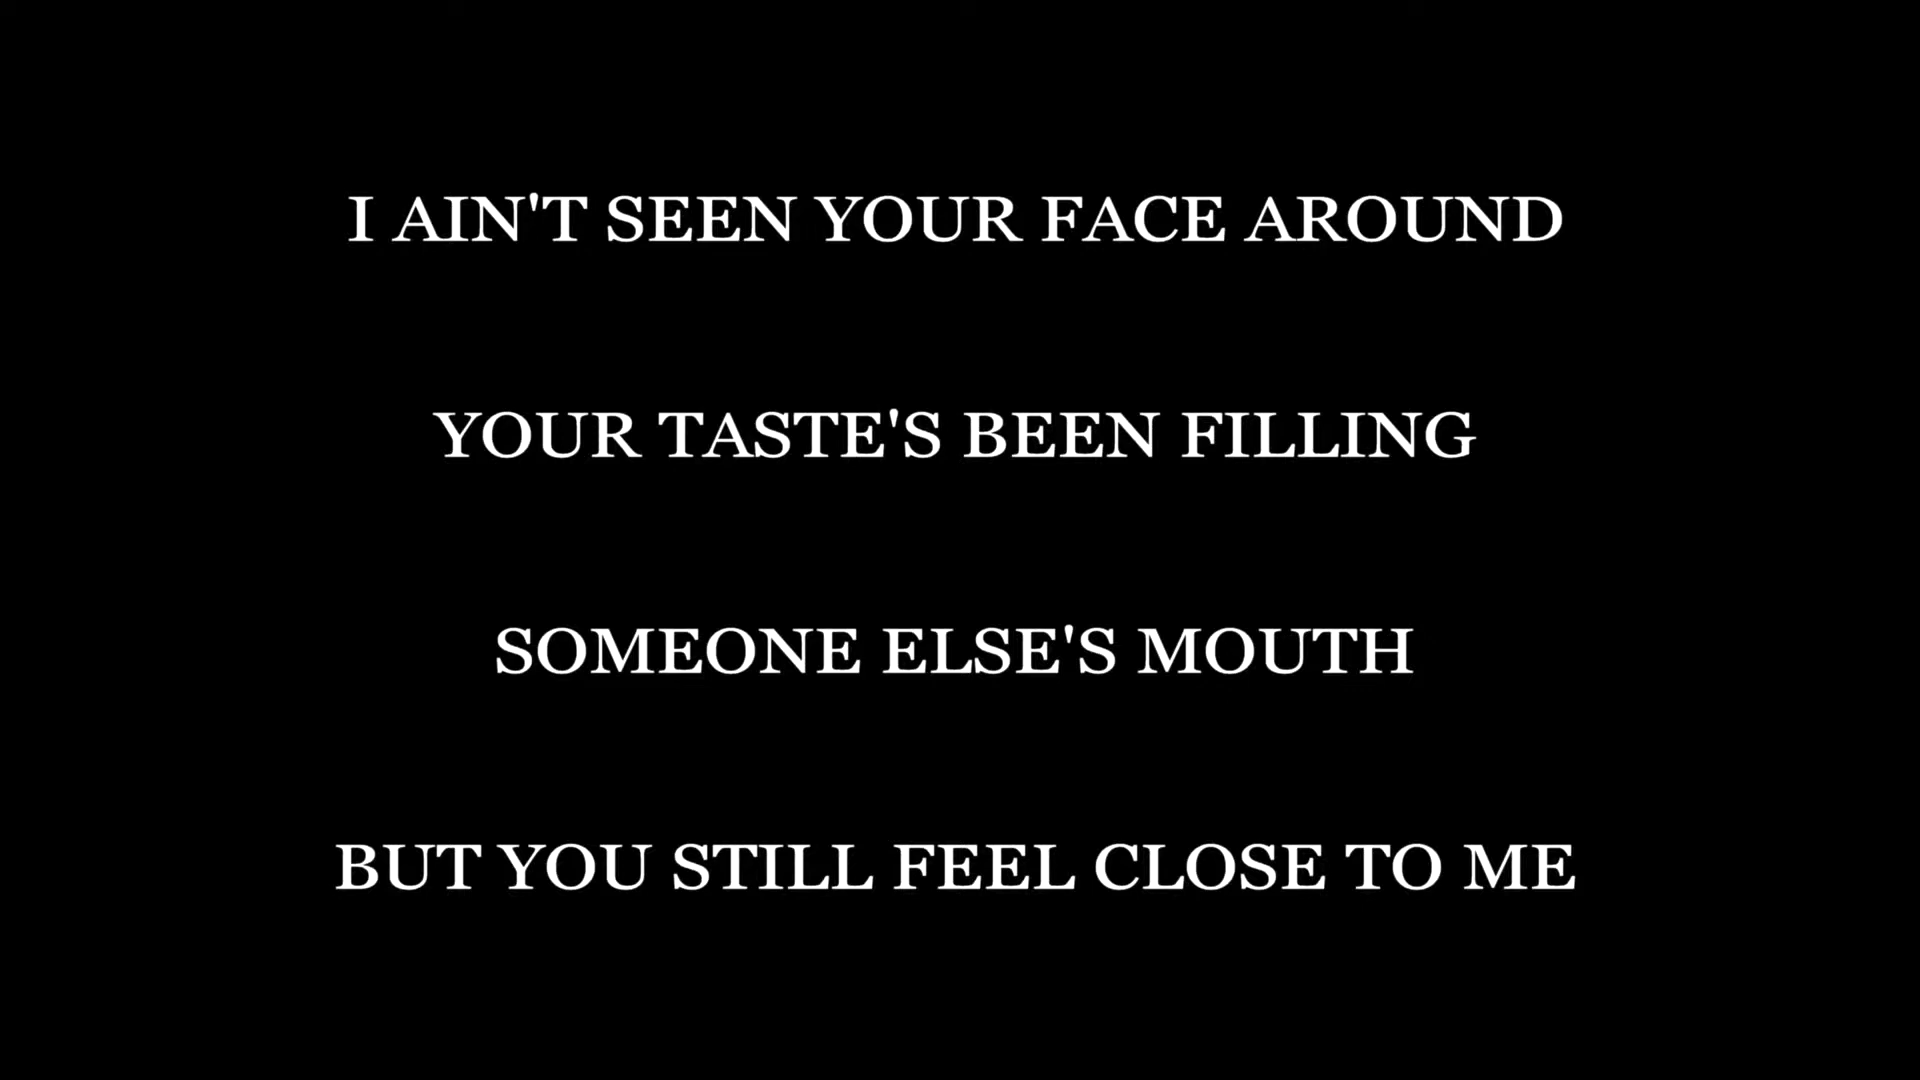 I AIN'T SEEN YOUR FACE AROUND
YOUR TASTE'S BEEN FILLING
SOMEONE ELSE'S MOUTH
BUT YOU STILL FEEL CLOSE TO ME